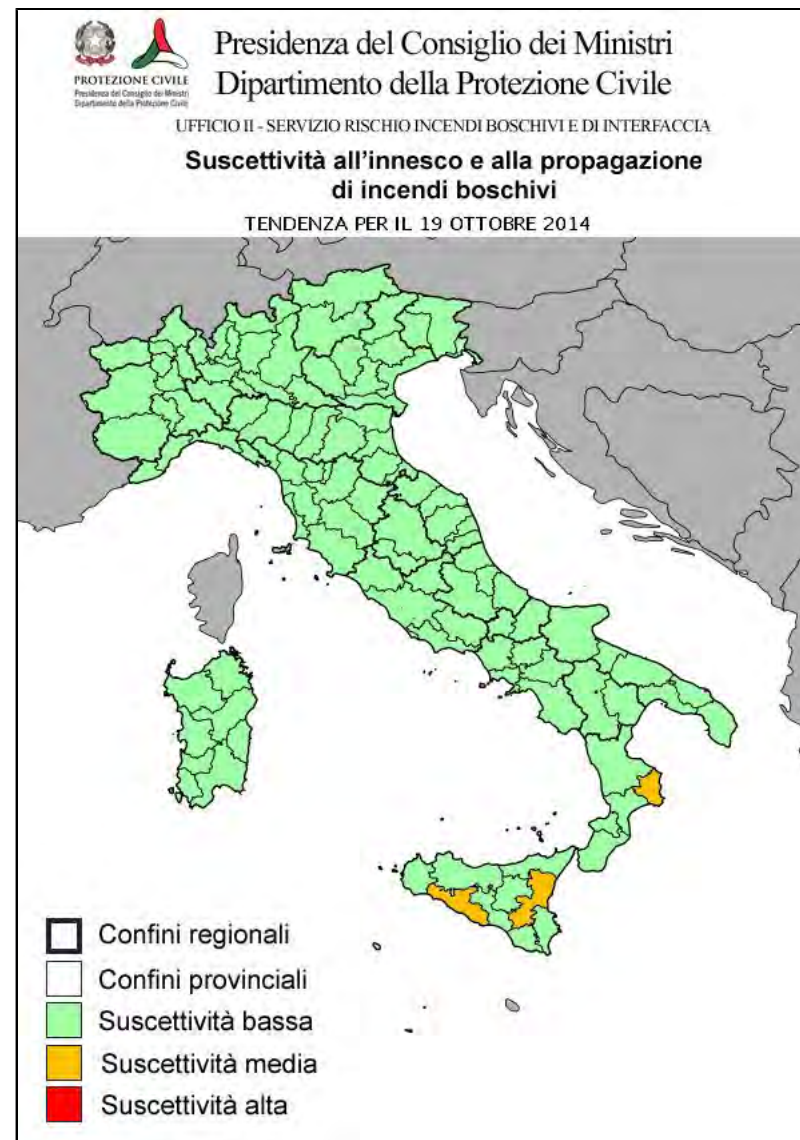 PROTEZIONE CIVILE
Presidenza del Consiglio dei Ministri
Dipartimento della Protezione Civile
Presidenza del Consiglio dei Ministri
Dipartimento della Protezione Civile
UFFICIO II - SERVIZIO RISCHIO INCENDI BOSCHIVI E DI INTERFACCIA
Suscettività all'innesco e alla propagazione
di incendi boschivi
TENDENZA PER IL 19 OTTOBRE 2014
Confini regionali
Confini provinciali
Suscettività bassa
Suscettività media
Suscettività alta